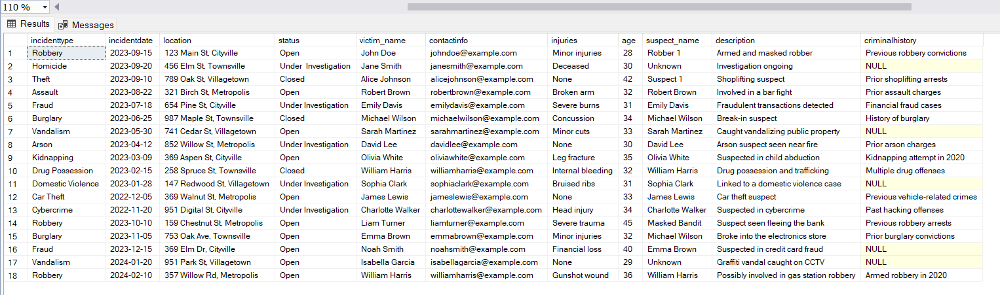 110 %
Results Messages
incidenttype incidentdate location status victim_name contactinfo injuries age suspect_name description criminalhistory
1 Robbery 2023-09-15 123 Main St, Cityville Open John Doe johndoe@example.com Minor injuries 28 Robber 1 Armed and masked robber Previous robbery convictions
2 Homicide 2023-09-20 456 Elm St, Townsville Under Investigation Jane Smith janesmith@example.com Deceased 30 Unknown Investigation ongoing NULL
3 Theft 2023-09-10 789 Oak St, Villagetown Closed Alice Johnson alicejohnson@example.com None 42 Suspect 1 Shoplifting suspect Prior shoplifting arrests
4 Assault 2023-08-22 321 Birch St, Metropolis Open Robert Brown robertbrown@example.com Broken arm 32 Robert Brown Involved in a bar fight Prior assault charges
5 Fraud 2023-07-18 654 Pine St, Cityville Under Investigation Emily Davis emilydavis@example.com Severe burns 31 Emily Davis Fraudulent transactions detected Financial fraud cases
6 Burglary 2023-06-25 987 Maple St, Townsville Closed Michael Wilson michaelwilson@example.com Concussion 34 Michael Wilson Break-in suspect History of burglary
7 Vandalism 2023-05-30 741 Cedar St, Villagetown Open Sarah Martinez sarahmartinez@example.com Minor cuts 33 Sarah Martinez Caught vandalizing public property NULL
8 Arson 2023-04-12 852 Willow St, Metropolis Under Investigation David Lee davidlee@example.com None 30 David Lee Arson suspect seen near fire Prior arson charges
9 Kidnapping 2023-03-09 369 Aspen St, Cityville Open Olivia White oliviawhite@example.com Leg fracture 35 Olivia White Suspected in child abduction Kidnapping attempt in 2020
10 Drug Possession 2023-02-15 258 Spruce St, Townsville Closed William Harris williamharris@example.com Internal bleeding 32 William Harris Drug possession and trafficking Multiple drug offenses
11 Domestic Violence 2023-01-28 147 Redwood St, Villagetown Under Investigation Sophia Clark sophiaclark@example.com Bruised ribs 31 Sophia Clark Linked to a domestic violence case NULL
12 Car Theft 2022-12-05 369 Walnut St, Metropolis Open James Lewis jameslewis@example.com None 33 James Lewis Car theft suspect Previous vehicle-related crimes
13 Cybercrime 2022-11-20 951 Digital St, Cityville Under Investigation Charlotte Walker charlottewalker@example.com Head injury 34 Charlotte Walker Suspected in cybercrime Past hacking offenses
14 Robbery 2023-10-10 159 Chestnut St, Metropolis Open Liam Turner liamturner@example.com Severe trauma 45 Masked Bandit Suspect seen fleeing the bank Previous robbery arrests
15 Burglary 2023-11-05 753 Oak Ave, Townsville Open Emma Brown emmabrown@example.com Minor injuries 32 Michael Wilson Broke into the electronics store Prior burglary convictions
16 Fraud 2023-12-15 369 Elm Dr, Cityville Open Noah Smith noahsmith@example.com Financial loss 40 Emma Brown Suspected in credit card fraud NULL
17 Vandalism 2024-01-20 951 Park St, Villagetown Open Isabella Garcia isabellagarcia@example.com None 29 Unknown Graffiti vandal caught on CCTV NULL
18 Robbery 2024-02-10 357 Willow Rd, Metropolis Open William Harris williamharris@example.com Gunshot wound 36 William Harris Possibly involved in gas station robbery Armed robbery in 2020